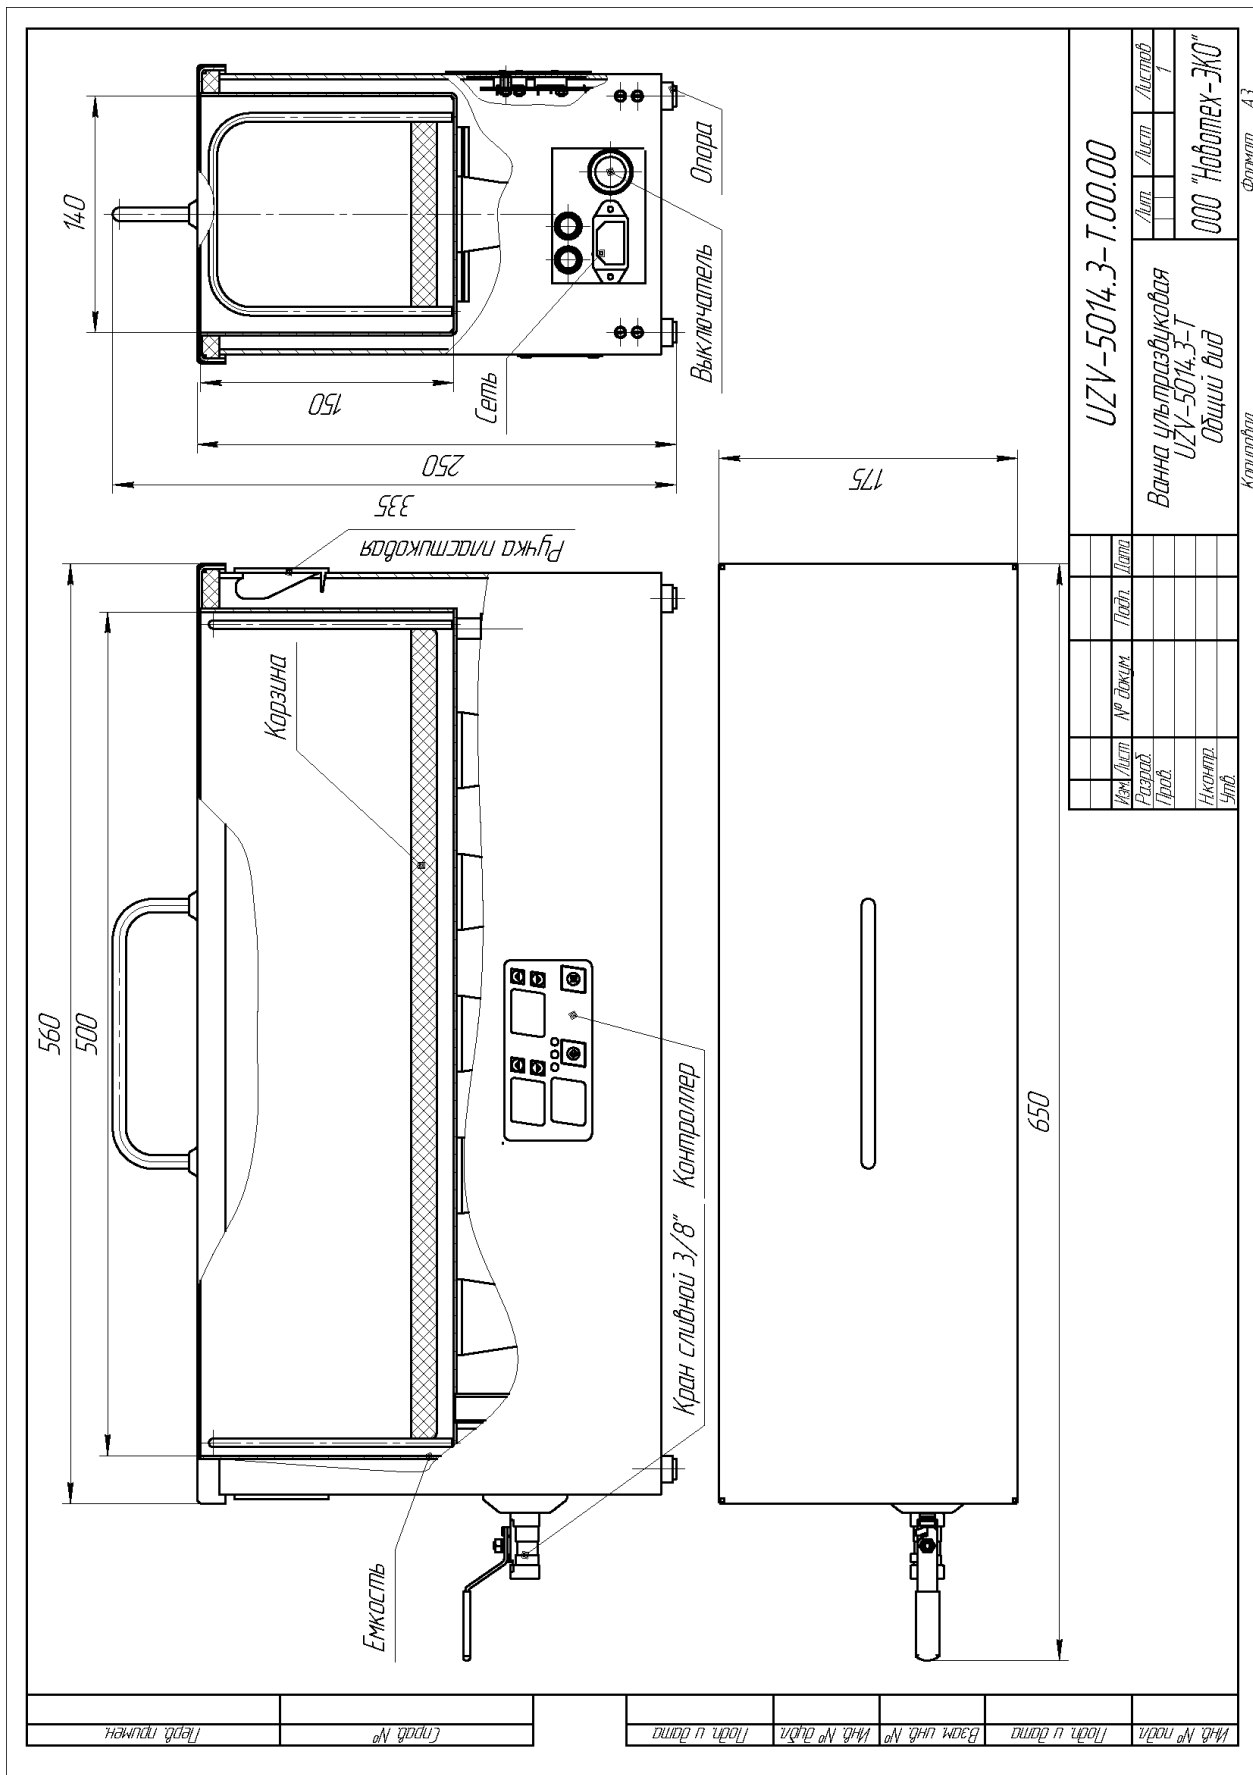 560
500
335
250
150
140
Ручка пластиковая
Корзина
Емкость
Кран сливной 3/8"
Контроллер
Сеть
Выключатель
Опора
650
175
Перв. примен.
Справ. №
Подп. и дата
Инв. № дубл.
Взам. инв. №
Подп. и дата
Инв. № подл.
UZV-5014.3-Т.00.00
Изм. Лист № докум. Подп. Дата
Разраб.
Пров.
Н.контр.
Утв.
Ванна ультразвуковая
UZV-5014.3-Т
Общий вид
Лит. Лист Листов 1
ООО "Новотех-ЭКО"
Копировал
Формат А3